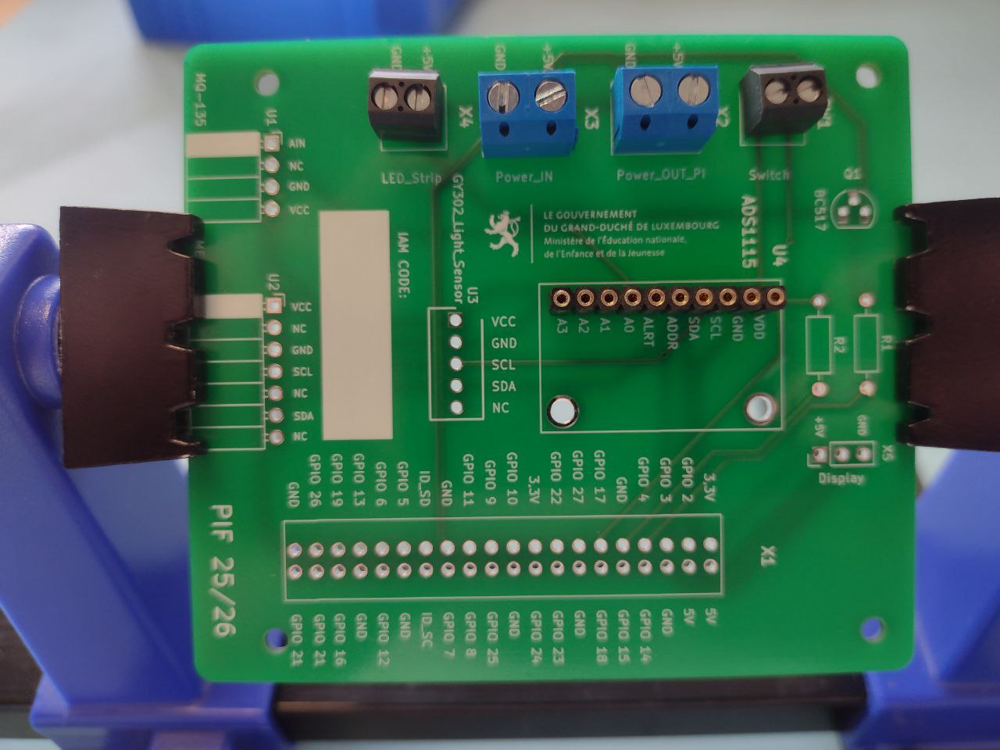 GND
+5V
GND
+5V
GND
+5V
MQ-135
U1
X4
X3
X2
AIN
NC
GND
VCC
LED_Strip
Power_IN
Power_OUT_PI
Switch
Q1
BC517
GY302_Light_Sensor
LE GOUVERNEMENT
DU GRAND-DUCHÉ DE LUXEMBOURG
Ministère de l'Éducation nationale,
de l'Enfance et de la Jeunesse
ADS1115
U4
IAM CODE:
U2
VCC
NC
GND
SCL
NC
SDA
NC
U3
VCC
GND
SCL
SDA
NC
A3
A2
A1
A0
ALRT
ADDR
SDA
SCL
GND
VDD
R2
R1
+5V
GND
X5
Display
GND
GPIO 26
GPIO 19
GPIO 13
GPIO 6
GPIO 5
ID_SD
GND
GPIO 11
GPIO 9
GPIO 10
3.3V
GPIO 22
GPIO 27
GPIO 17
GND
GPIO 4
GPIO 3
GPIO 2
3.3V
PIF 25/26
X1
GPIO 21
GPIO 21
GPIO 16
GND
GPIO 12
GND
ID_SC
GPIO 7
GPIO 8
GPIO 25
GND
GPIO 24
GPIO 23
GND
GPIO 18
GPIO 15
GPIO 14
GND
5V
5V